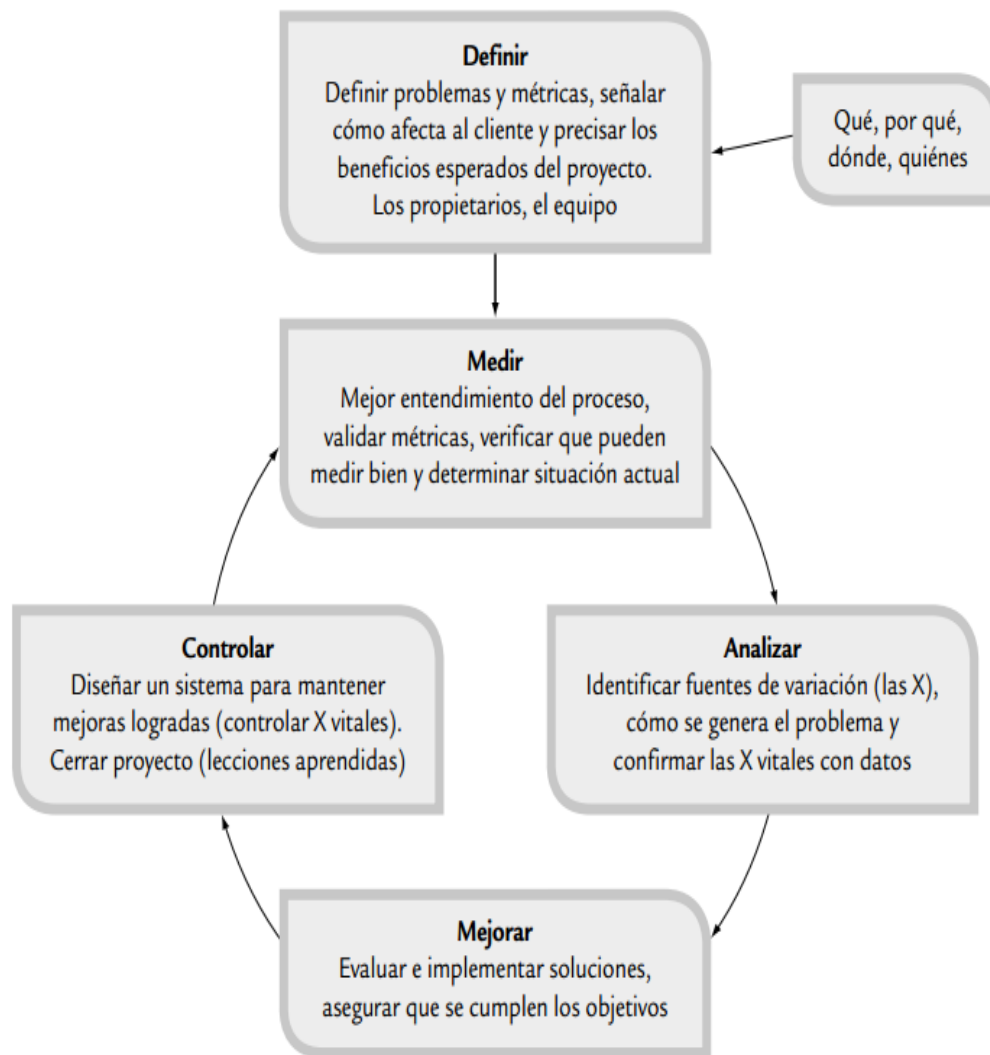 Definir
Definir problemas y métricas, señalar
cómo afecta al cliente y precisar los
beneficios esperados del proyecto.
Los propietarios, el equipo
Qué, por qué,
dónde, quiénes
Medir
Mejor entendimiento del proceso,
validar métricas, verificar que pueden
medir bien y determinar situación actual
Controlar
Diseñar un sistema para mantener
mejoras logradas (controlar X vitales).
Cerrar proyecto (lecciones aprendidas)
Analizar
Identificar fuentes de variación (las X),
cómo se genera el problema y
confirmar las X vitales con datos
Mejorar
Evaluar e implementar soluciones,
asegurar que se cumplen los objetivos